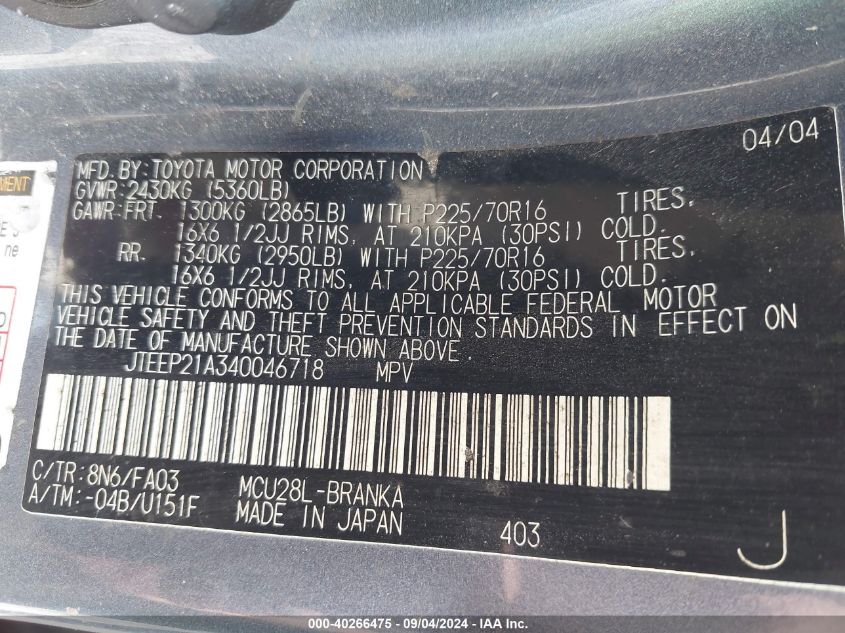 04/04
MFD. BY: TOYOTA MOTOR CORPORATION
GVWR: 2430KG (5360LB)
GAWR: FRT. 1300KG (2865LB) WITH P225/70R16 TIRES,
16X6 1/2JJ RIMS, AT 210KPA (30PSI) COLD.
RR. 1340KG (2950LB) WITH P225/70R16 TIRES,
16X6 1/2JJ RIMS, AT 210KPA (30PSI) COLD.
THIS VEHICLE CONFORMS TO ALL APPLICABLE FEDERAL MOTOR
VEHICLE SAFETY AND THEFT PREVENTION STANDARDS IN EFFECT ON
THE DATE OF MANUFACTURE SHOWN ABOVE.
JTEEP21A340046718 MPV
C/TR: 8N6/FA03
A/TM: -04B/U151F
MCU28L-BRANKA
MADE IN JAPAN
403
J
ne
000-40266475 - 09/04/2024 - IAA Inc.